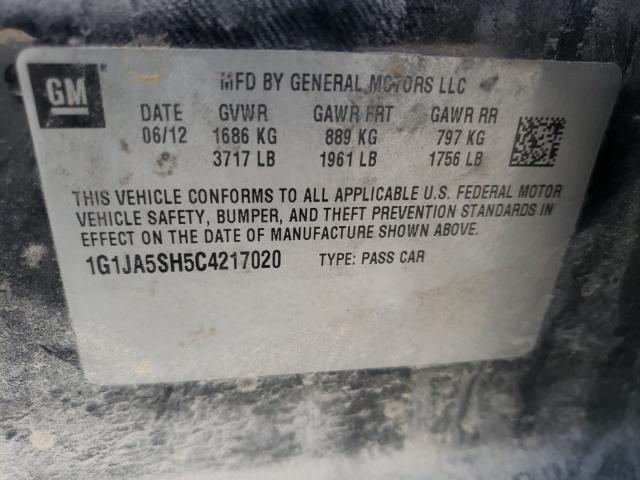 GM
MFD BY GENERAL MOTORS LLC
DATE GVWR GAWR FRT GAWR RR
06/12 1686 KG 889 KG 797 KG
3717 LB 1961 LB 1756 LB
THIS VEHICLE CONFORMS TO ALL APPLICABLE U.S. FEDERAL MOTOR
VEHICLE SAFETY, BUMPER, AND THEFT PREVENTION STANDARDS IN
EFFECT ON THE DATE OF MANUFACTURE SHOWN ABOVE.
1G1JA5SH5C4217020 TYPE: PASS CAR